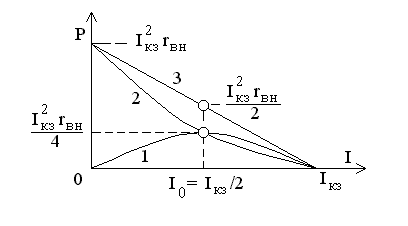 P
I²кз rвн
3
2
I²кз rвн
2
I²кз rвн
4
1
I
0
I₀ = Iкз /2
Iкз